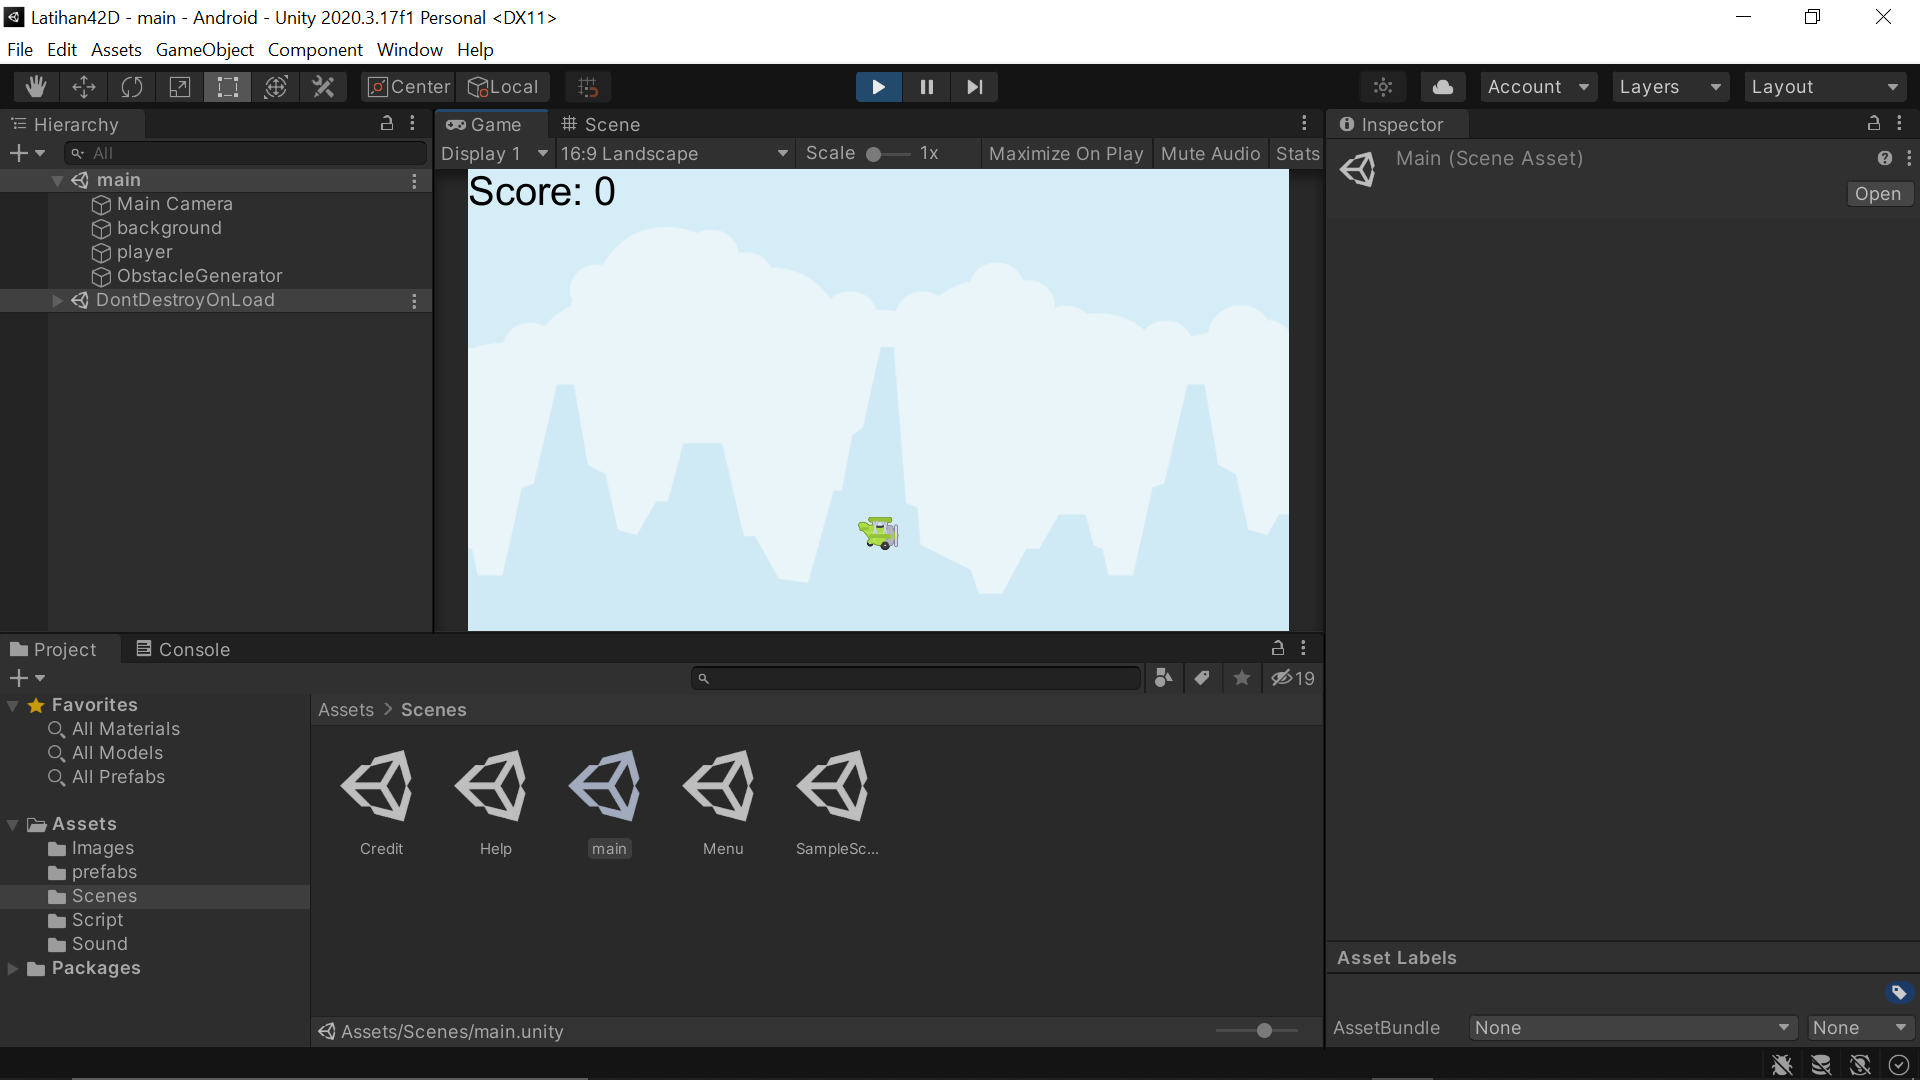 Latihan42D - main - Android - Unity 2020.3.17f1 Personal <DX11>
File Edit Assets GameObject Component Window Help
Center Local Account Layers Layout
Hierarchy
All
main
Main Camera
background
player
ObstacleGenerator
DontDestroyOnLoad
Game Scene
Display 1 16:9 Landscape Scale 1x Maximize On Play Mute Audio Stats
Score: 0
Inspector
Main (Scene Asset)
Open
Project Console
19
Favorites
All Materials
All Models
All Prefabs
Assets
Images
prefabs
Scenes
Script
Sound
Packages
Assets > Scenes
Credit Help main Menu SampleSc...
Assets/Scenes/main.unity
Asset Labels
AssetBundle None None